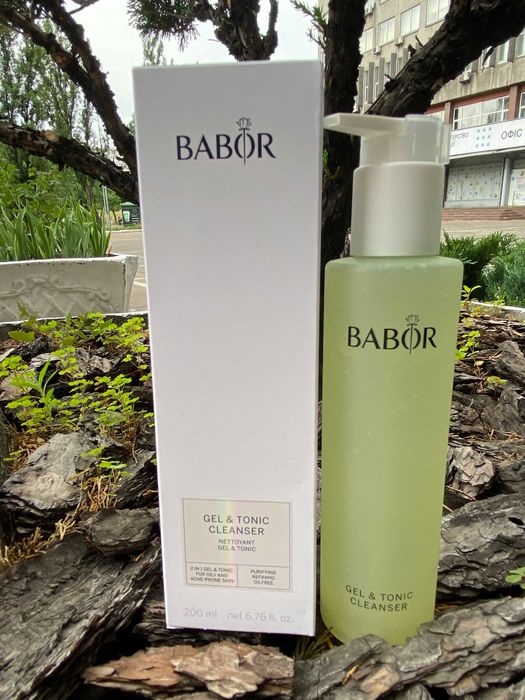 BABOR
GEL & TONIC
CLEANSER
NETTOYANT
GEL & TONIC
2 IN 1 GEL & TONIC
FOR OILY AND
ACNE-PRONE SKIN
PURIFYING
REFINING
OILFREE
200 ml net 6.76 fl. oz.
BABOR
GEL & TONIC
CLEANSER
ОФІС